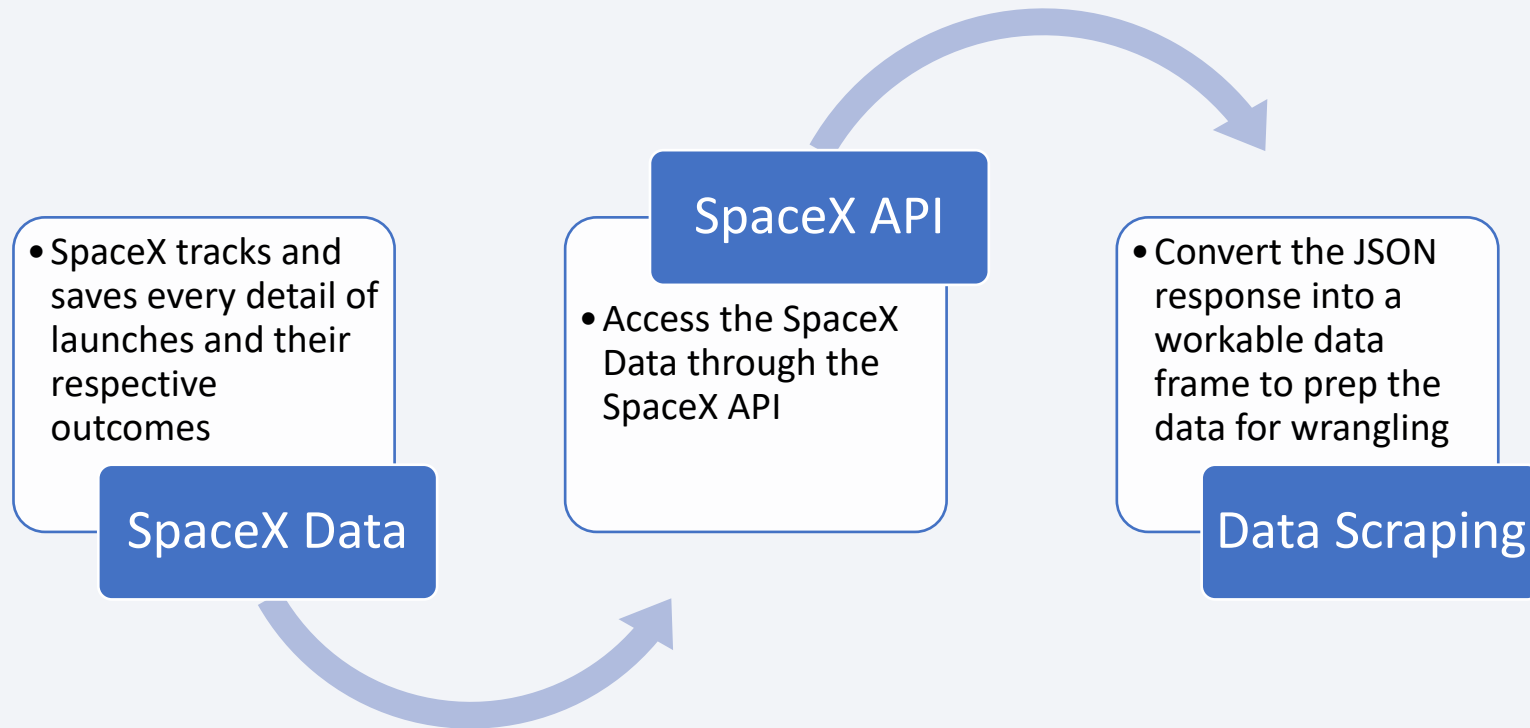 • SpaceX tracks and
saves every detail of
launches and their
respective
outcomes
SpaceX Data
SpaceX API
• Access the SpaceX
Data through the
SpaceX API
• Convert the JSON
response into a
workable data
frame to prep the
data for wrangling
Data Scraping